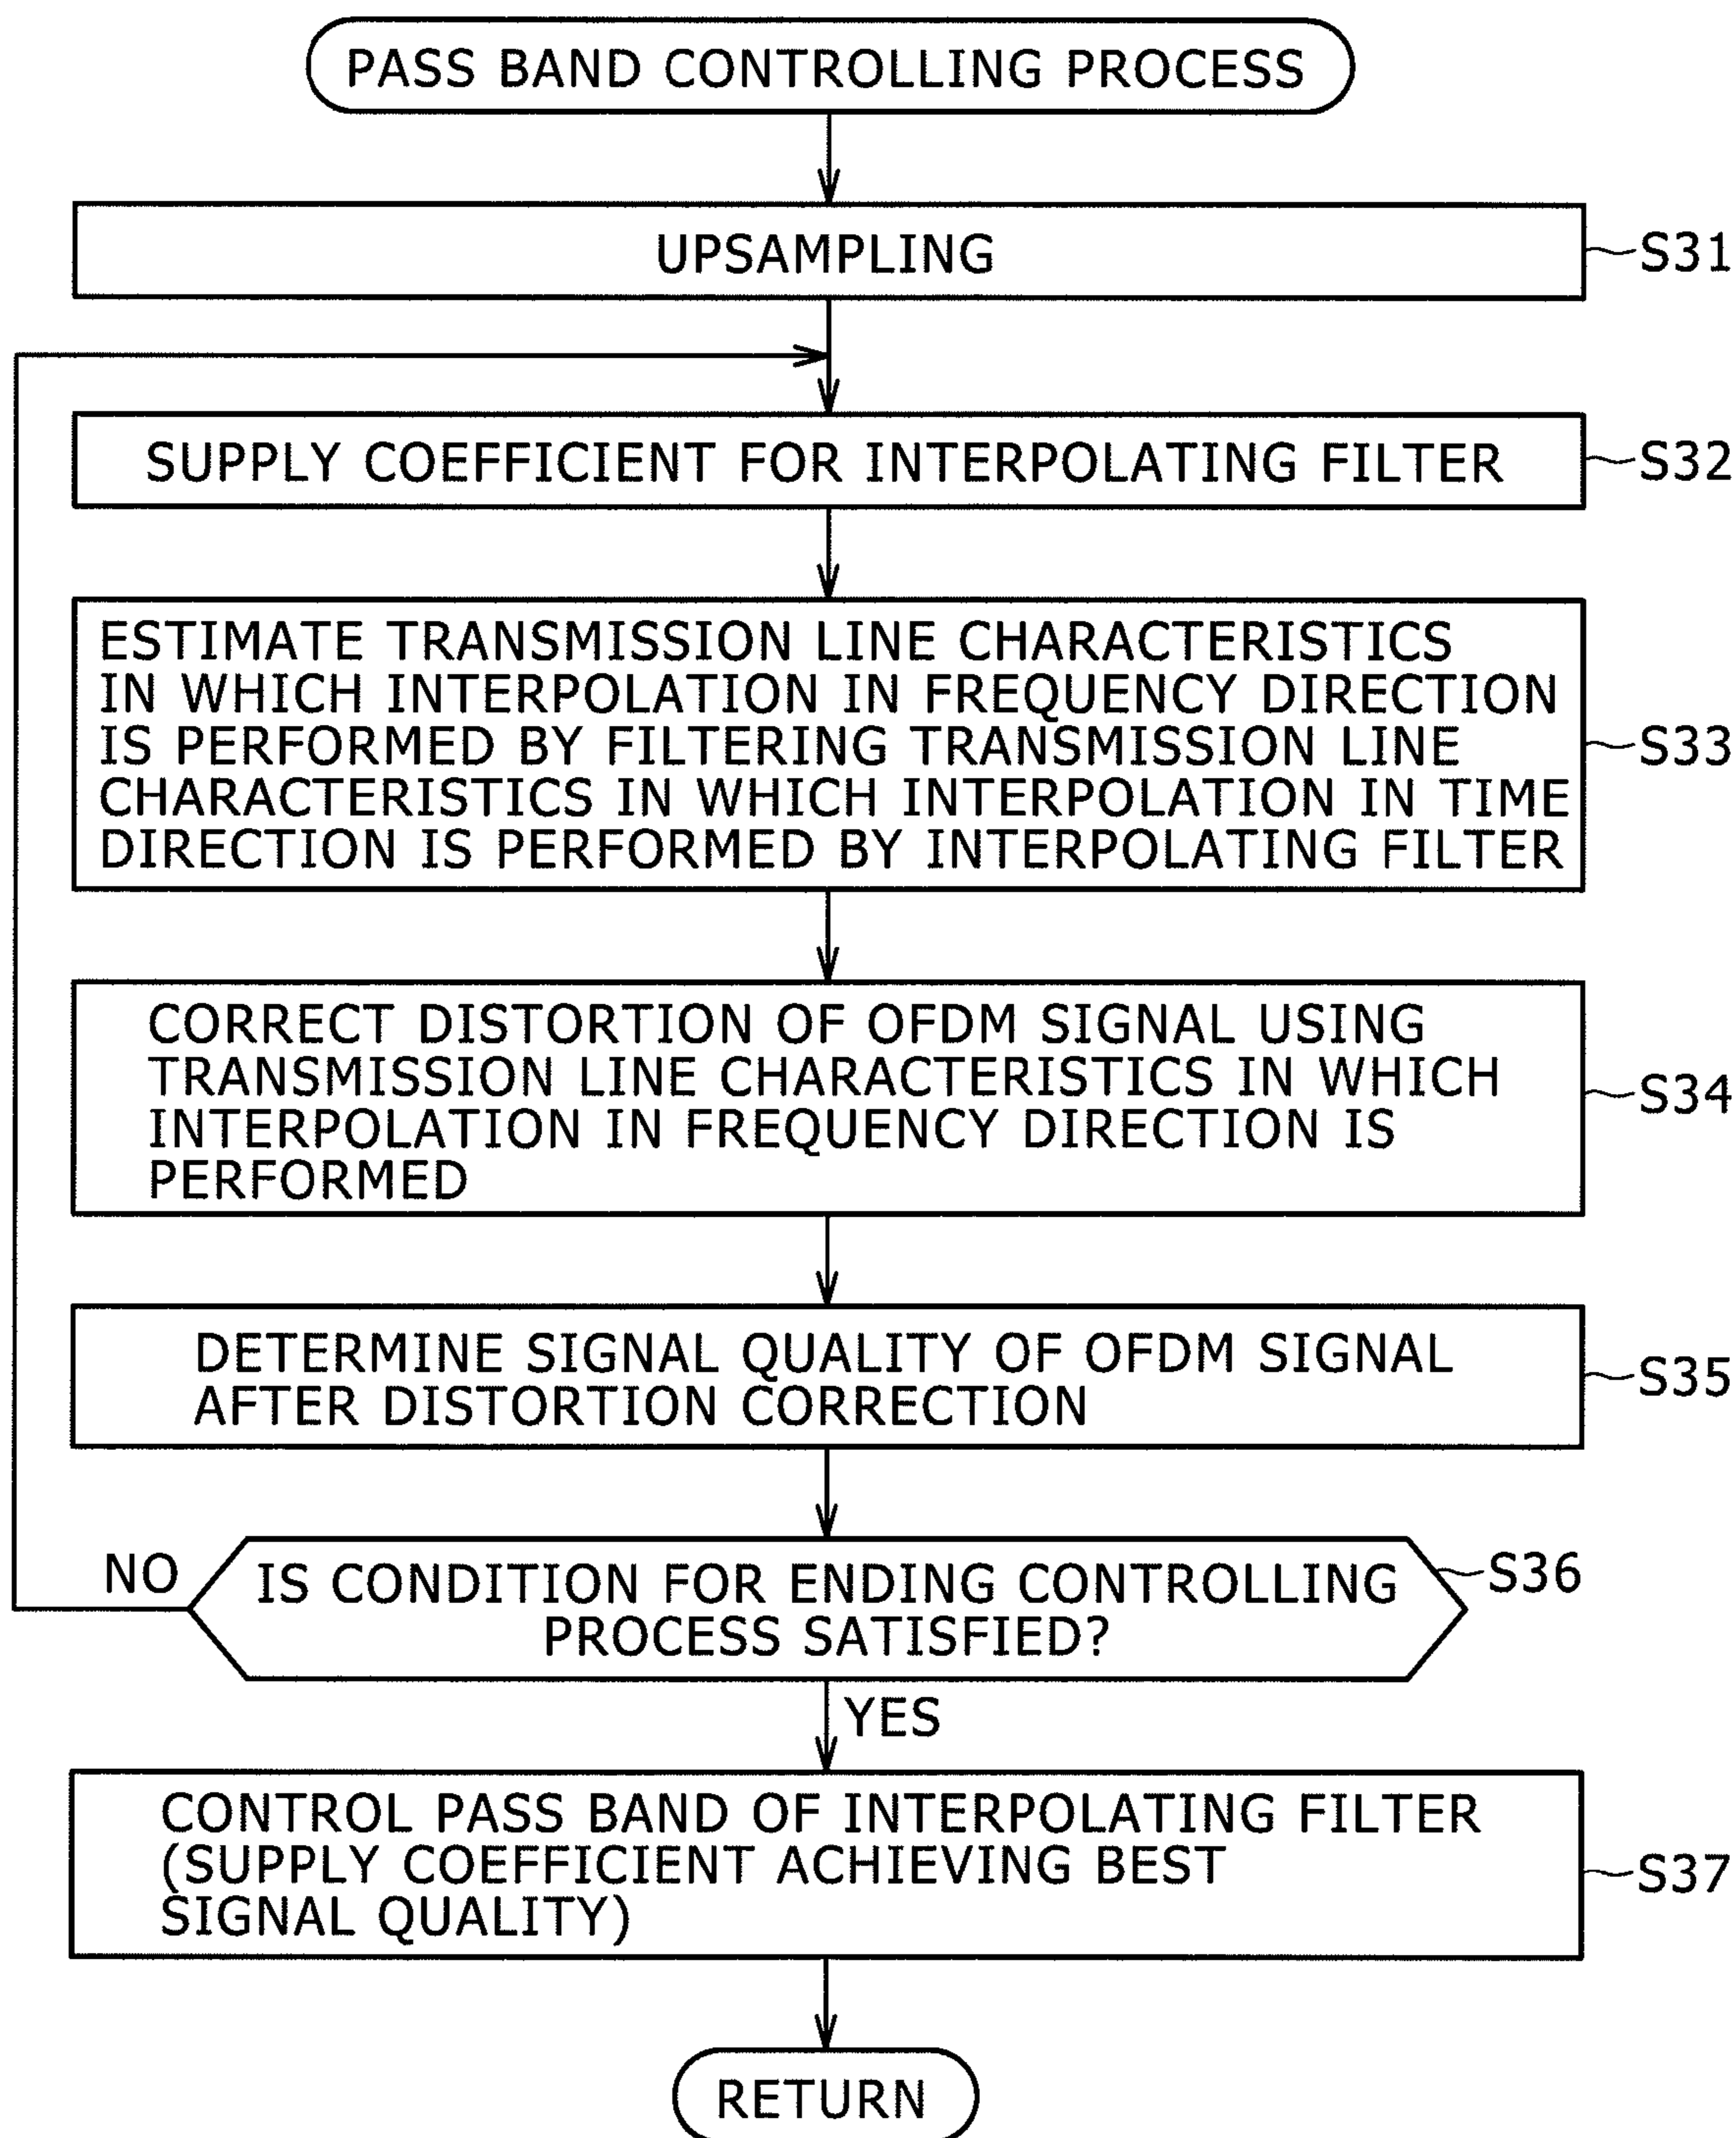 PASS BAND CONTROLLING PROCESS
UPSAMPLING
S31
SUPPLY COEFFICIENT FOR INTERPOLATING FILTER
S32
ESTIMATE TRANSMISSION LINE CHARACTERISTICS
IN WHICH INTERPOLATION IN FREQUENCY DIRECTION
IS PERFORMED BY FILTERING TRANSMISSION LINE
CHARACTERISTICS IN WHICH INTERPOLATION IN TIME
DIRECTION IS PERFORMED BY INTERPOLATING FILTER
S33
CORRECT DISTORTION OF OFDM SIGNAL USING
TRANSMISSION LINE CHARACTERISTICS IN WHICH
INTERPOLATION IN FREQUENCY DIRECTION IS
PERFORMED
S34
DETERMINE SIGNAL QUALITY OF OFDM SIGNAL
AFTER DISTORTION CORRECTION
S35
NO
IS CONDITION FOR ENDING CONTROLLING
PROCESS SATISFIED?
S36
YES
CONTROL PASS BAND OF INTERPOLATING FILTER
(SUPPLY COEFFICIENT ACHIEVING BEST
SIGNAL QUALITY)
S37
RETURN